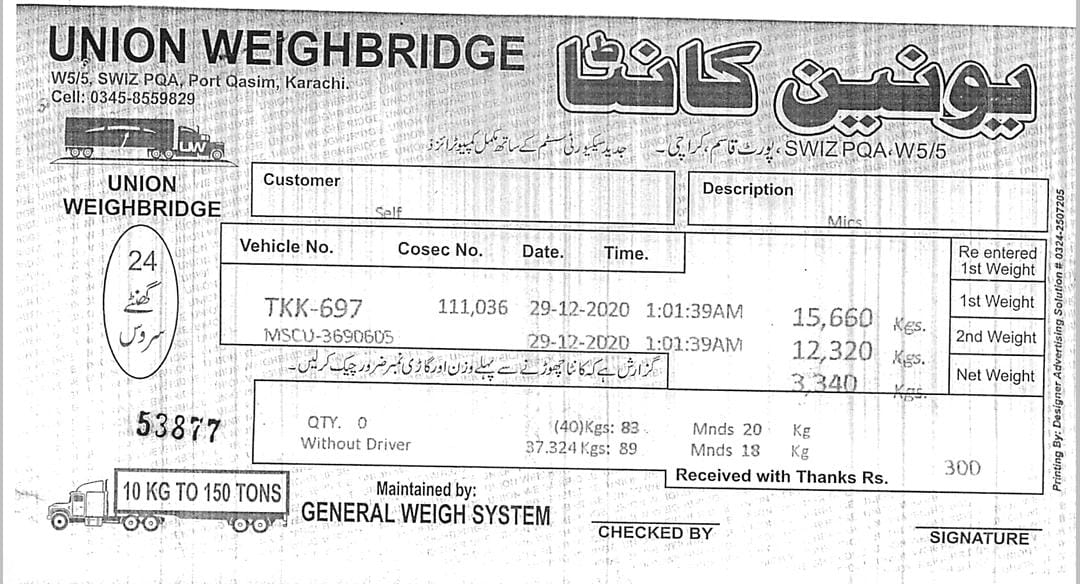 UNION WEIGHBRIDGE
یونین کانٹا
W5/5, SWIZ PQA, Port Qasim, Karachi.
Cell: 0345-8559829
جدید سیکیورٹی سسٹم کے ساتھ مکمل کمپیوٹرائزڈ
SWIZ PQA، W5/5، پورٹ قاسم، کراچی۔
UW
UNION
WEIGHBRIDGE
Customer
Self
Description
Mics
24
گھنٹے
سروس
Vehicle No. Cosec No. Date. Time.
Re entered
1st Weight
TKK-697 111,036 29-12-2020 1:01:39AM 15,660 Kgs. 1st Weight
MSCU-3690605 29-12-2020 1:01:39AM 12,320 Kgs. 2nd Weight
گزارش ہے کہ کانٹا چھوڑنے سے پہلے وزن اور گاڑی نمبر ضرور چیک کر لیں۔
3,340 Kgs. Net Weight
53877
QTY. 0 (40)Kgs: 83 Mnds 20 Kg
Without Driver 37.324 Kgs: 89 Mnds 18 Kg
Received with Thanks Rs. 300
10 KG TO 150 TONS
Maintained by:
GENERAL WEIGH SYSTEM
CHECKED BY
SIGNATURE
Printing By: Designer Advertising Solution # 0324-2507205